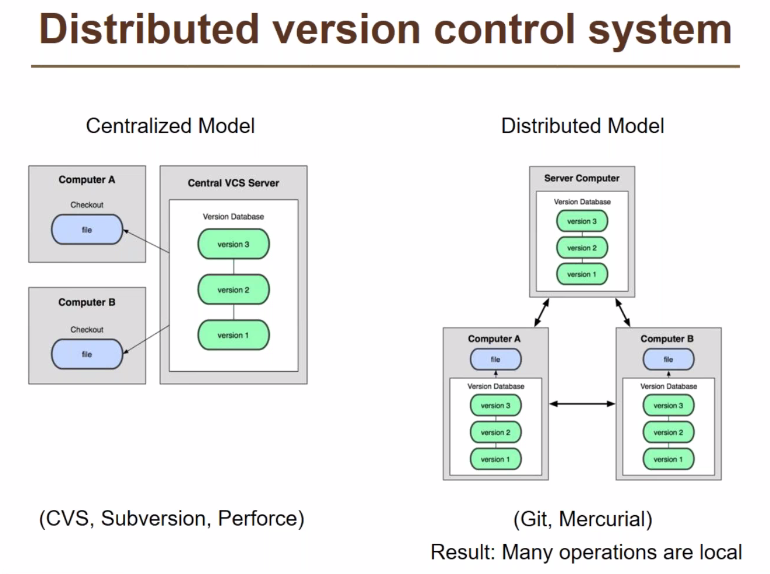 Distributed version control system
Centralized Model
Computer A
Checkout
file
Computer B
Checkout
file
Central VCS Server
Version Database
version 3
version 2
version 1
(CVS, Subversion, Perforce)
Distributed Model
Server Computer
Version Database
version 3
version 2
version 1
Computer A
file
Version Database
version 3
version 2
version 1
Computer B
file
Version Database
version 3
version 2
version 1
(Git, Mercurial)
Result: Many operations are local